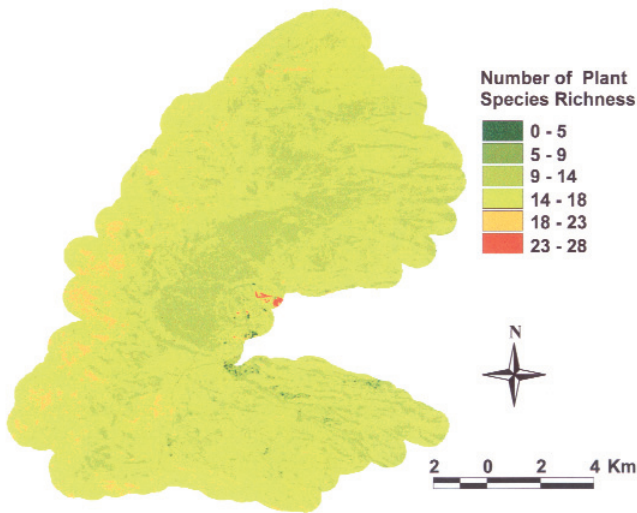 Number of Plant
Species Richness
0 - 5
5 - 9
9 - 14
14 - 18
18 - 23
23 - 28
N
2 0 2 4 Km